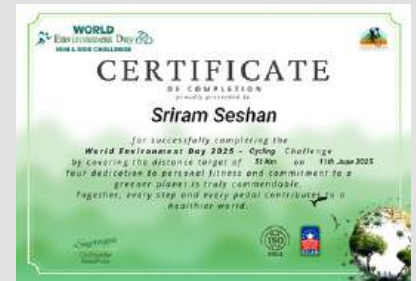 WORLD
Environment Day
RUN & RIDE CHALLENGE
CERTIFICATE
OF COMPLETION
proudly presented to
Sriram Seshan
for successfully completing the
World Environment Day 2025 - Cycling Challenge
by covering the distance target of 51 Km on 11th June 2025
Your dedication to personal fitness and commitment to a
greener planet is truly commendable.
Together, every step and every pedal contributes to a
healthier world.
ISO